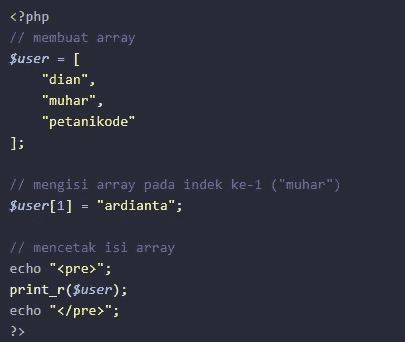 <?php
// membuat array
$user = [
    "dian",
    "muhar",
    "petanikode"
];

// mengisi array pada indek ke-1 ("muhar")
$user[1] = "ardianta";

// mencetak isi array
echo "<pre>";
print_r($user);
echo "</pre>";
?>